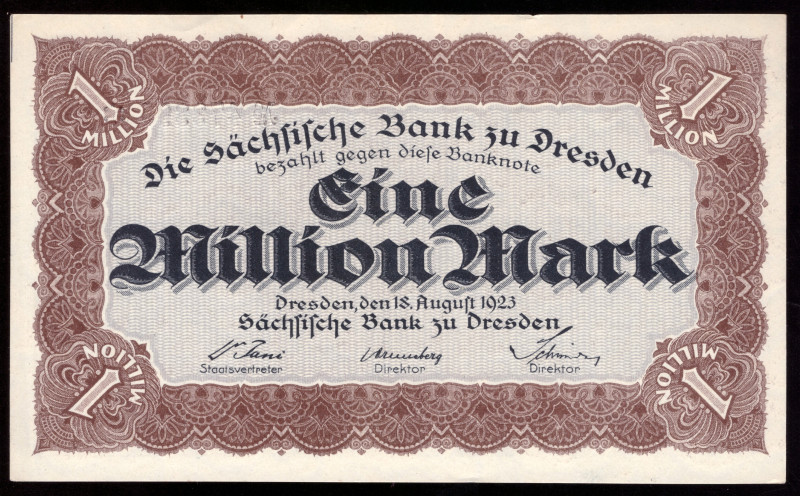 1 MILLION
1 MILLION
Die Sächsische Bank zu Dresden
bezahlt gegen diese Banknote
Eine
Million Mark
Dresden, den 18. August 1923
Sächsische Bank zu Dresden
Staatsvertreter Direktor Direktor
1 MILLION
1 MILLION